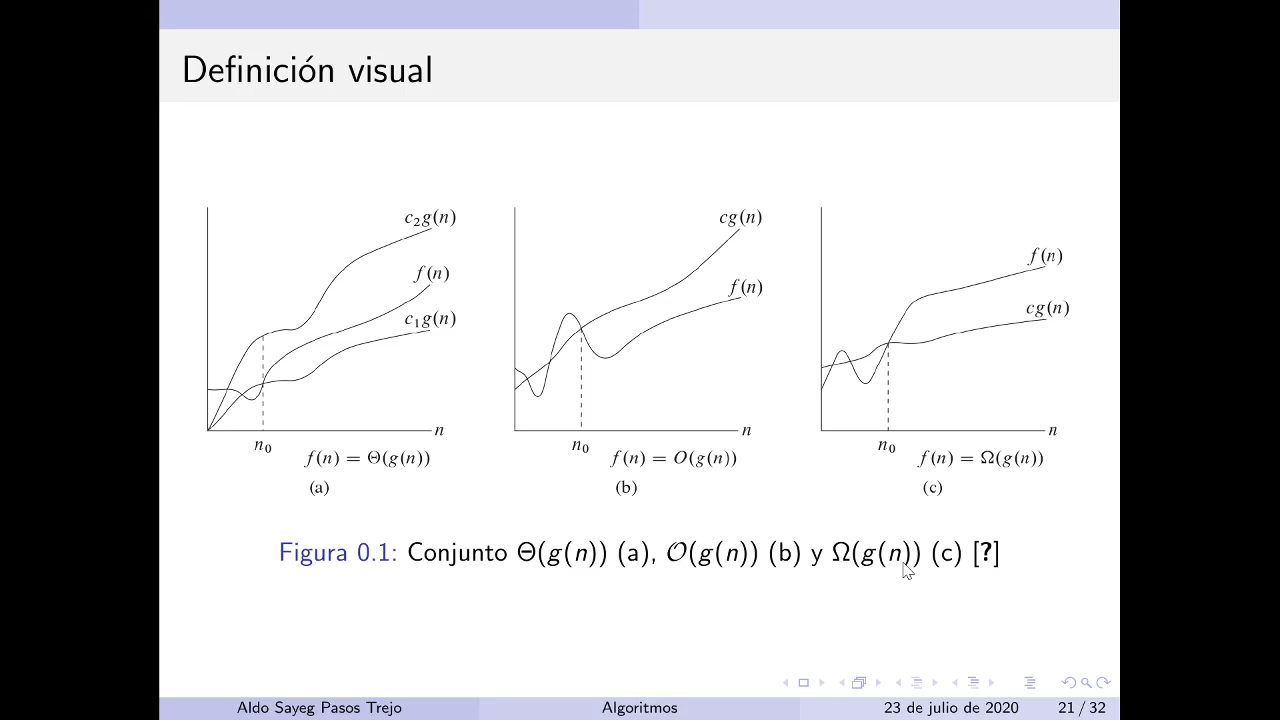 Definición visual
c₂g(n)
f(n)
c₁g(n)
n
n₀
f(n) = Θ(g(n))
(a)
cg(n)
f(n)
n
n₀
f(n) = O(g(n))
(b)
f(n)
cg(n)
n
n₀
f(n) = Ω(g(n))
(c)
Figura 0.1: Conjunto Θ(g(n)) (a), 𝒪(g(n)) (b) y Ω(g(n)) (c) [?]
Aldo Sayeg Pasos Trejo Algoritmos 23 de julio de 2020 21 / 32